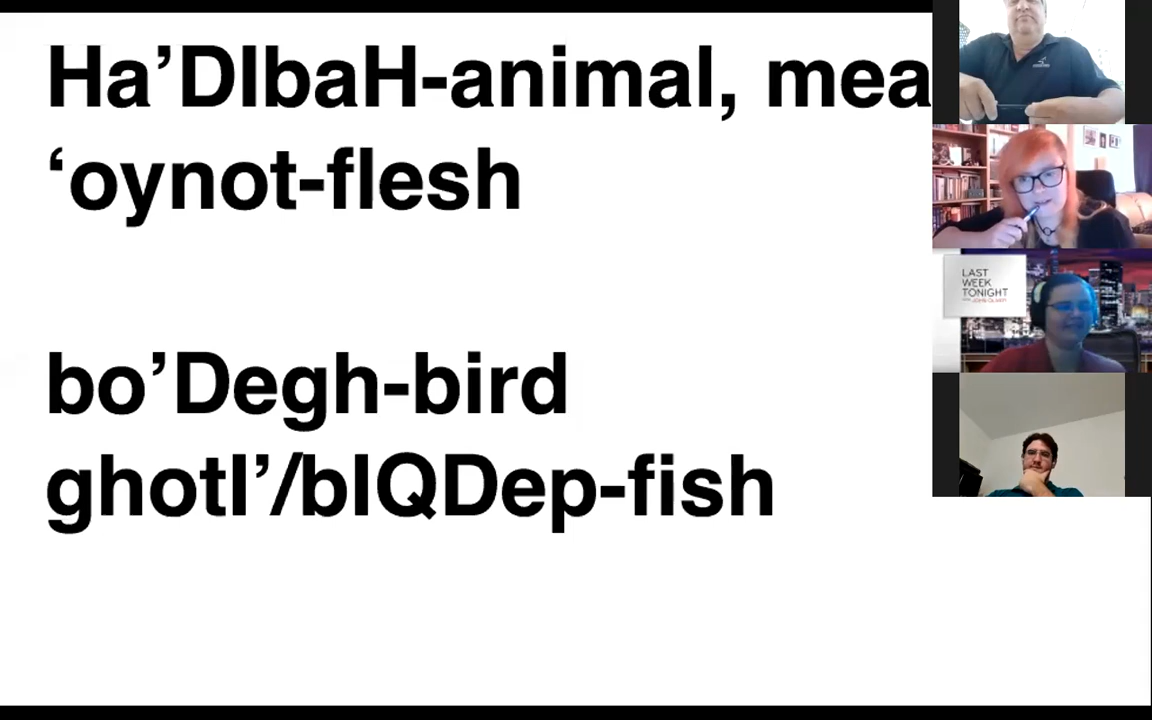 Ha’DIbaH-animal, mea
‘oynot-flesh
bo’Degh-bird
ghotI’/bIQDep-fish
LAST
WEEK
TONIGHT